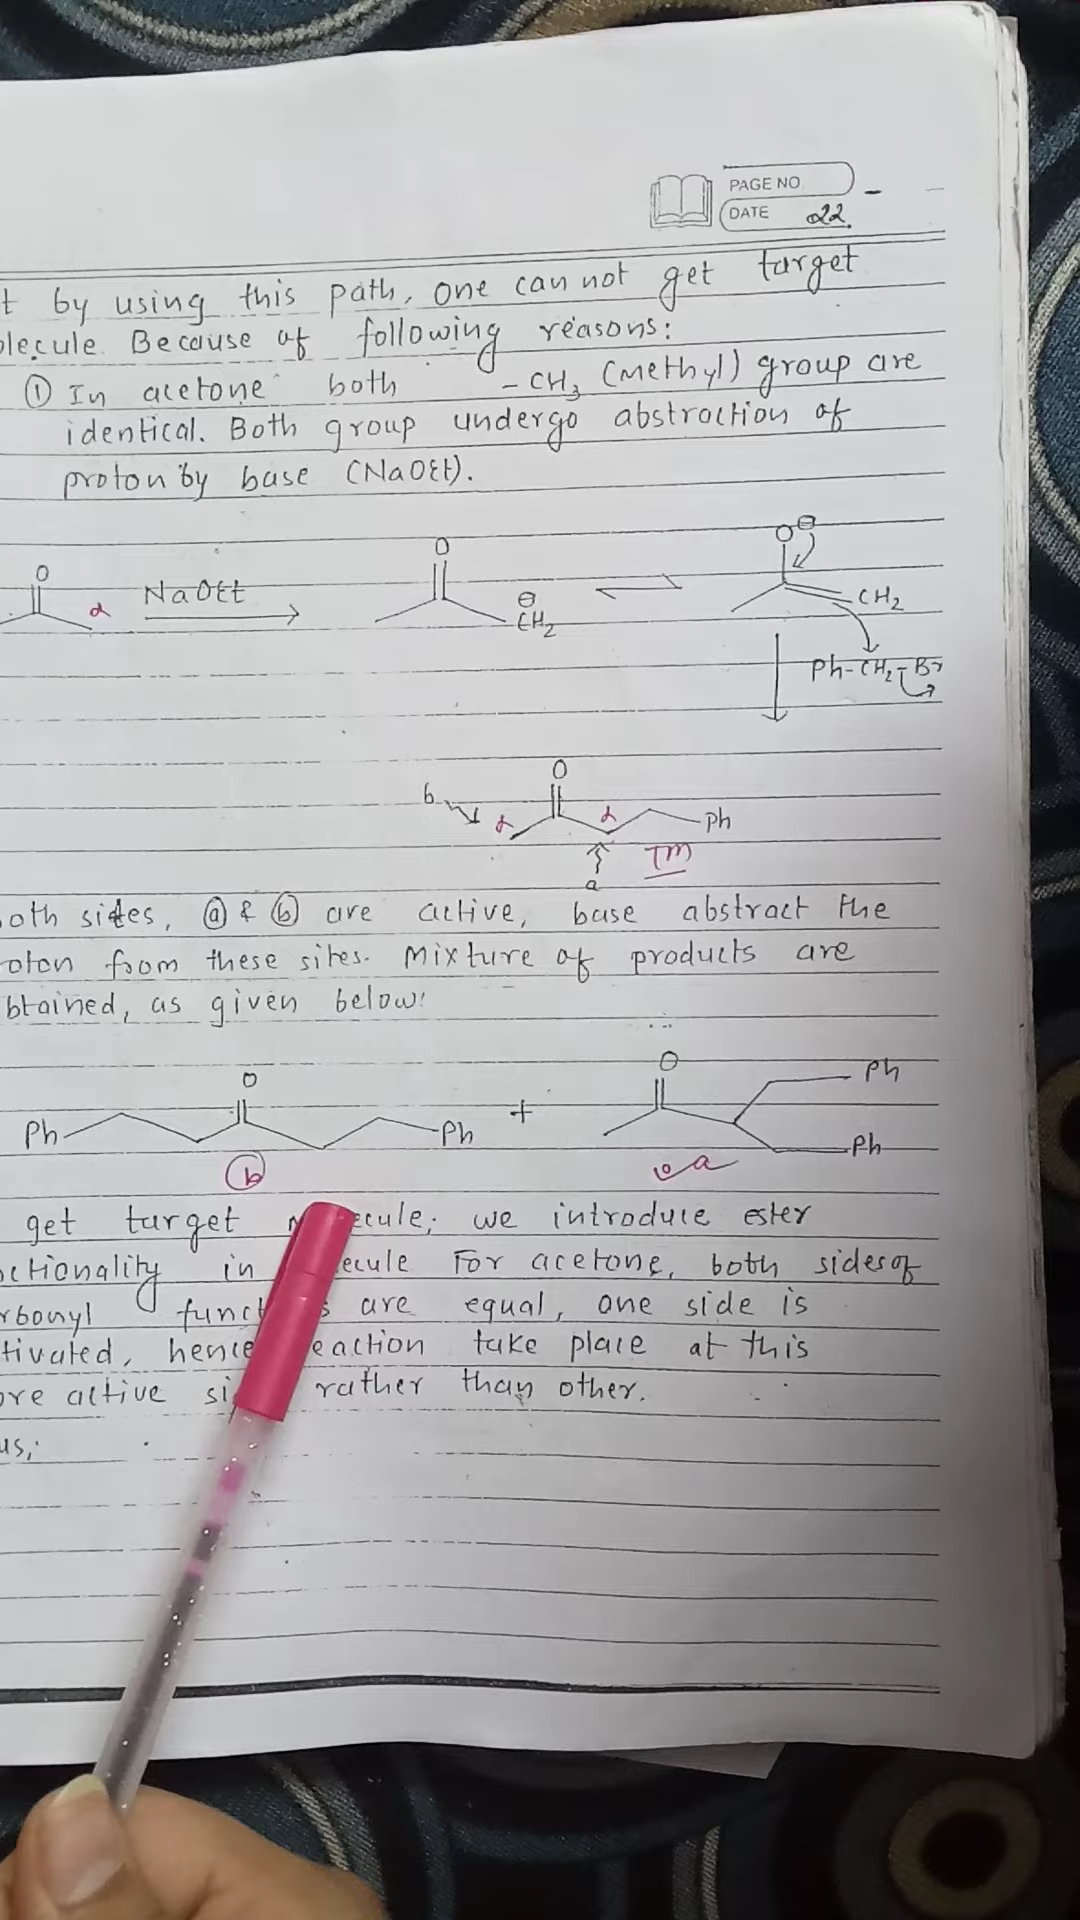 PAGE NO
DATE 22.
t by using this path, one can not get target
olecule. Because of following reasons:
① In acetone both -CH3 (Methyl) group are
identical. Both group undergo abstraction of
proton by base (NaOEt).
O O O ⊖
α NaOEt ⊖ CH2 CH2
Ph-CH2-Br
O
b α α Ph
a TM
oth sites, ⓐ & ⓑ are active, base abstract the
oton from these sites. Mixture of products are
btained, as given below:
O O Ph
Ph Ph + Ph
ⓑ a
get target ecule; we introduce ester
ctionality in ecule For acetone, both sides of
rbonyl funct s are equal, one side is
tivated, hence eaction take place at this
ore active si rather than other.
us,